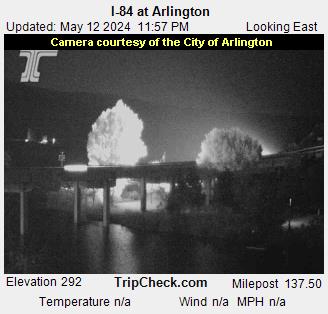 I-84 at Arlington
Updated: May 12 2024 11:57 PM Looking East
Camera courtesy of the City of Arlington
Elevation 292 TripCheck.com Milepost 137.50
Temperature n/a Wind n/a MPH n/a